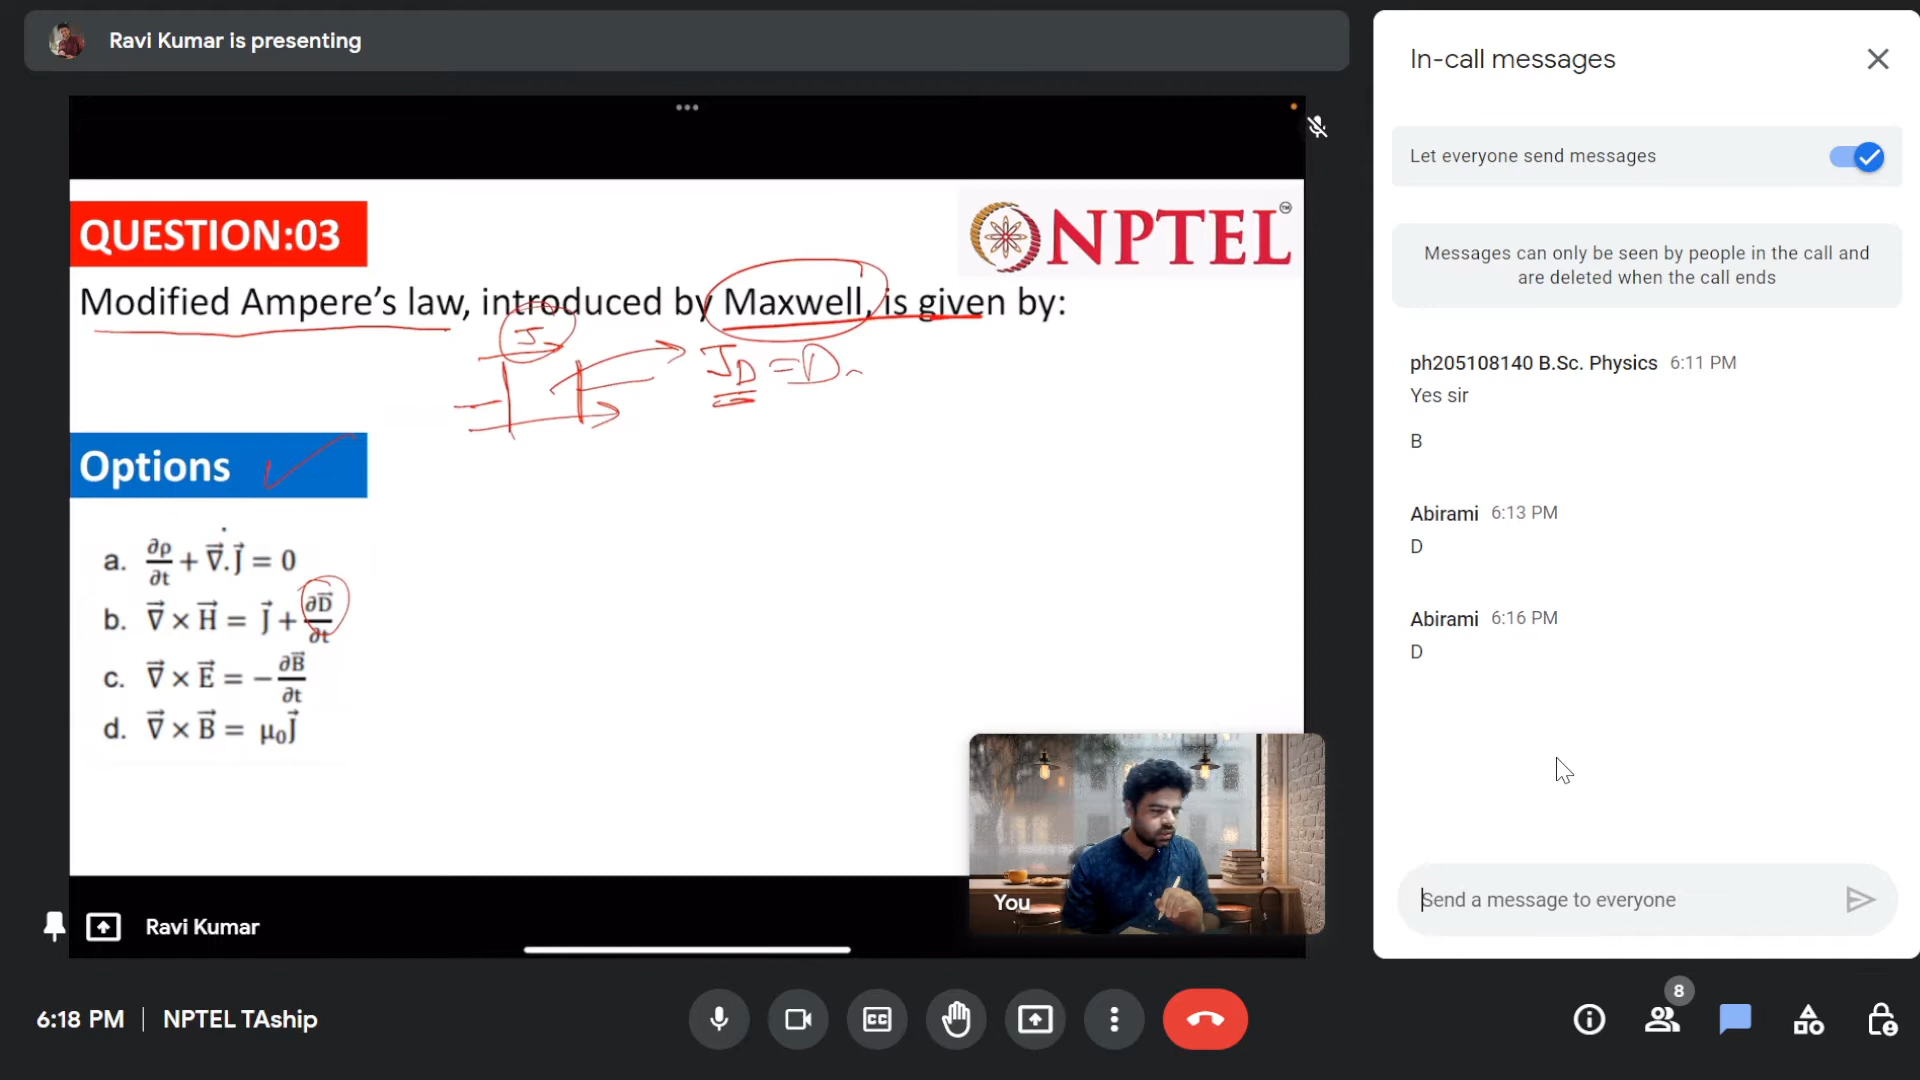 Ravi Kumar is presenting
QUESTION:03
NPTEL
TM
Modified Ampere's law, introduced by Maxwell, is given by:
J
J_D = D
Options
a. ∂ρ/∂t + ∇⃗.J⃗ = 0
b. ∇⃗ × H⃗ = J⃗ + ∂D⃗/∂t
c. ∇⃗ × E⃗ = −∂B⃗/∂t
d. ∇⃗ × B⃗ = μ₀J⃗
You
Ravi Kumar
6:18 PM | NPTEL TAship
CC
In-call messages
Let everyone send messages
Messages can only be seen by people in the call and
are deleted when the call ends
ph205108140 B.Sc. Physics 6:11 PM
Yes sir
B
Abirami 6:13 PM
D
Abirami 6:16 PM
D
Send a message to everyone
8